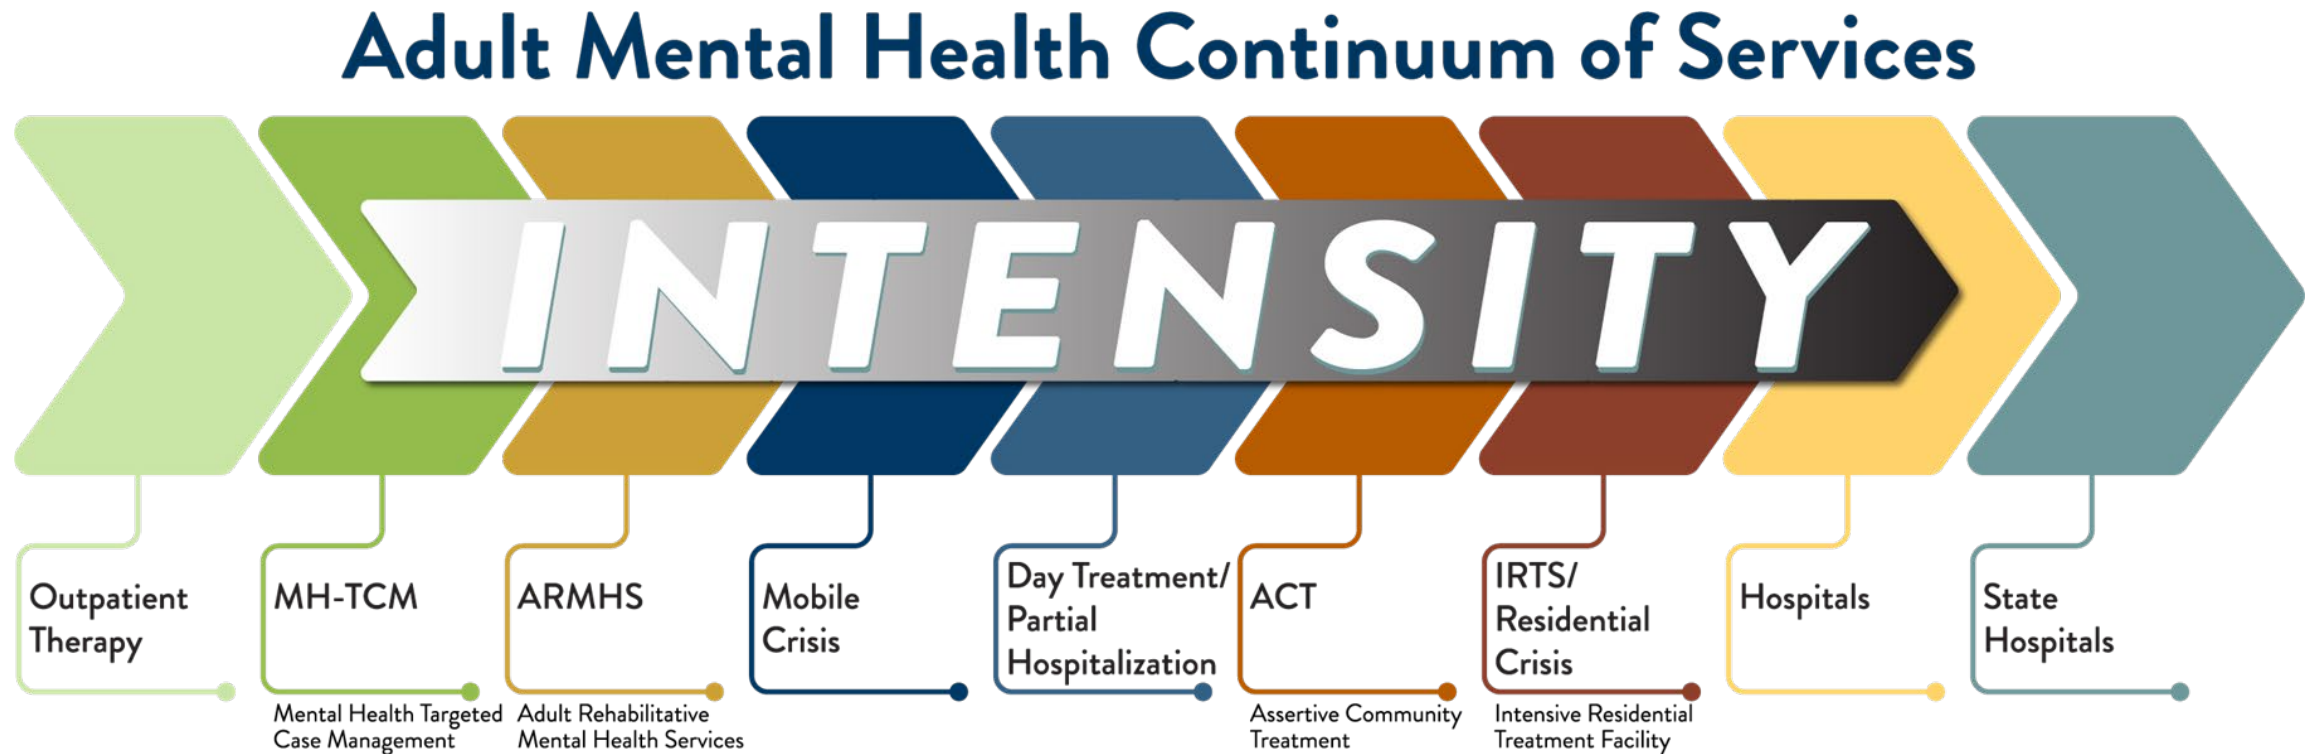 Adult Mental Health Continuum of Services
INTENSITY
Outpatient
Therapy
MH-TCM
Mental Health Targeted
Case Management
ARMHS
Adult Rehabilitative
Mental Health Services
Mobile
Crisis
Day Treatment/
Partial
Hospitalization
ACT
Assertive Community
Treatment
IRTS/
Residential
Crisis
Intensive Residential
Treatment Facility
Hospitals
State
Hospitals